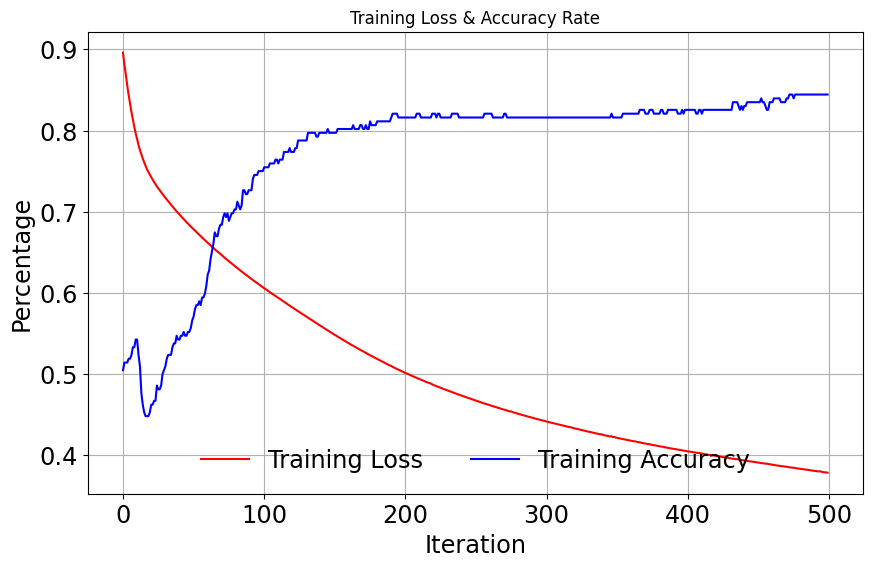 Training Loss & Accuracy Rate
Percentage
0.9
0.8
0.7
0.6
0.5
0.4
Training Loss
Training Accuracy
0
100
200
300
400
500
Iteration